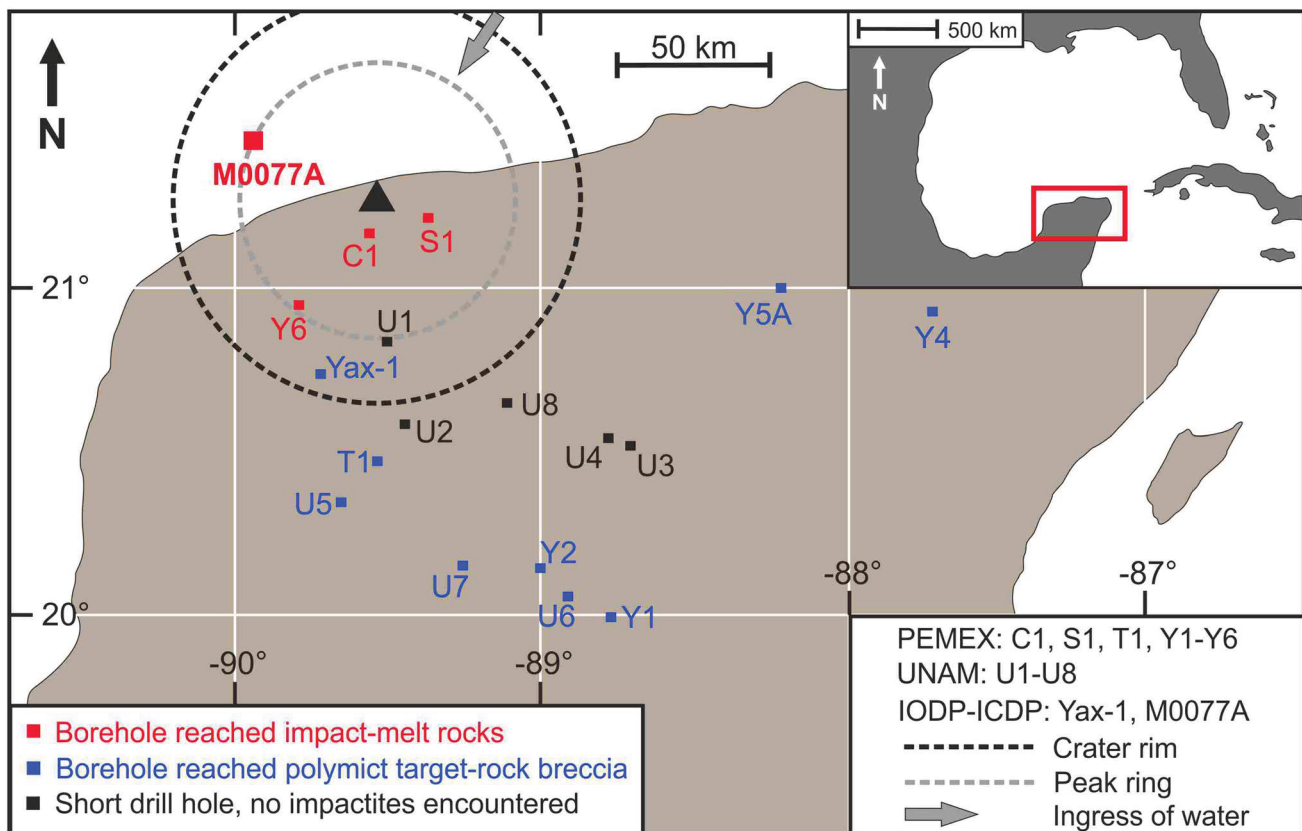 50 km
500 km
N
N
M0077A
C1
S1
21°
Y6
U1
Y5A
Y4
Yax-1
U8
U2
U4
U3
T1
U5
Y2
U7
U6
Y1
-88°
-87°
20°
-90°
-89°
PEMEX: C1, S1, T1, Y1-Y6
UNAM: U1-U8
IODP-ICDP: Yax-1, M0077A
Crater rim
Peak ring
Ingress of water
Borehole reached impact-melt rocks
Borehole reached polymict target-rock breccia
Short drill hole, no impactites encountered